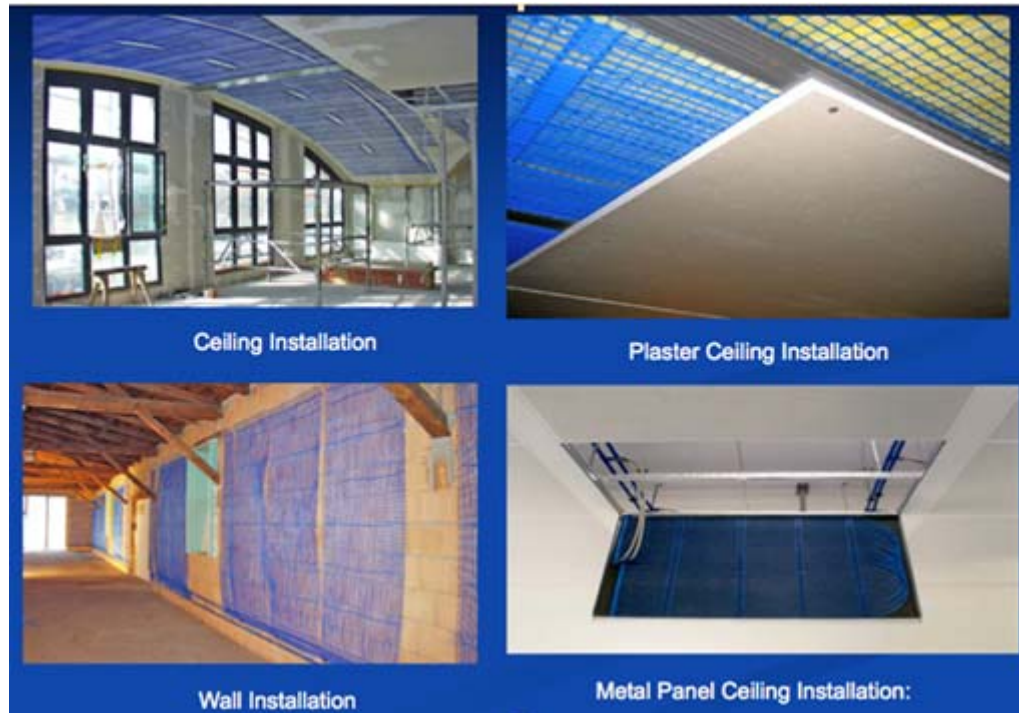 Ceiling Installation
Plaster Ceiling Installation
Wall Installation
Metal Panel Ceiling Installation: